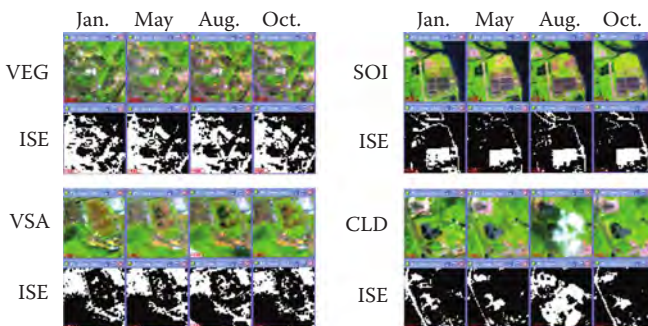 Jan. May Aug. Oct.
VEG
ISE
VSA
ISE
Jan. May Aug. Oct.
SOI
ISE
CLD
ISE